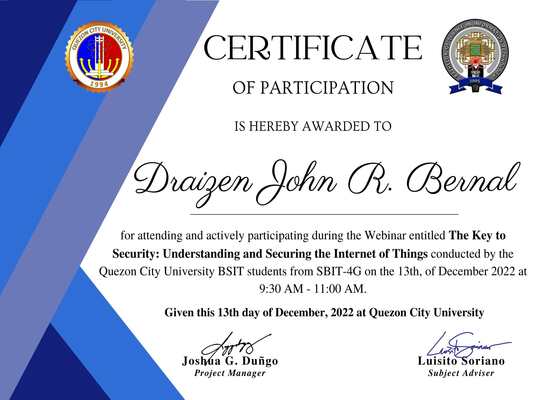 QUEZON CITY UNIVERSITY
1994
CERTIFICATE
OF PARTICIPATION
IS HEREBY AWARDED TO
Draizen John R. Bernal
for attending and actively participating during the Webinar entitled The Key to
Security: Understanding and Securing the Internet of Things conducted by the
Quezon City University BSIT students from SBIT-4G on the 13th, of December 2022 at
9:30 AM - 11:00 AM.
Given this 13th day of December, 2022 at Quezon City University
Joshua G. Duñgo
Project Manager
Luisito Soriano
Subject Adviser